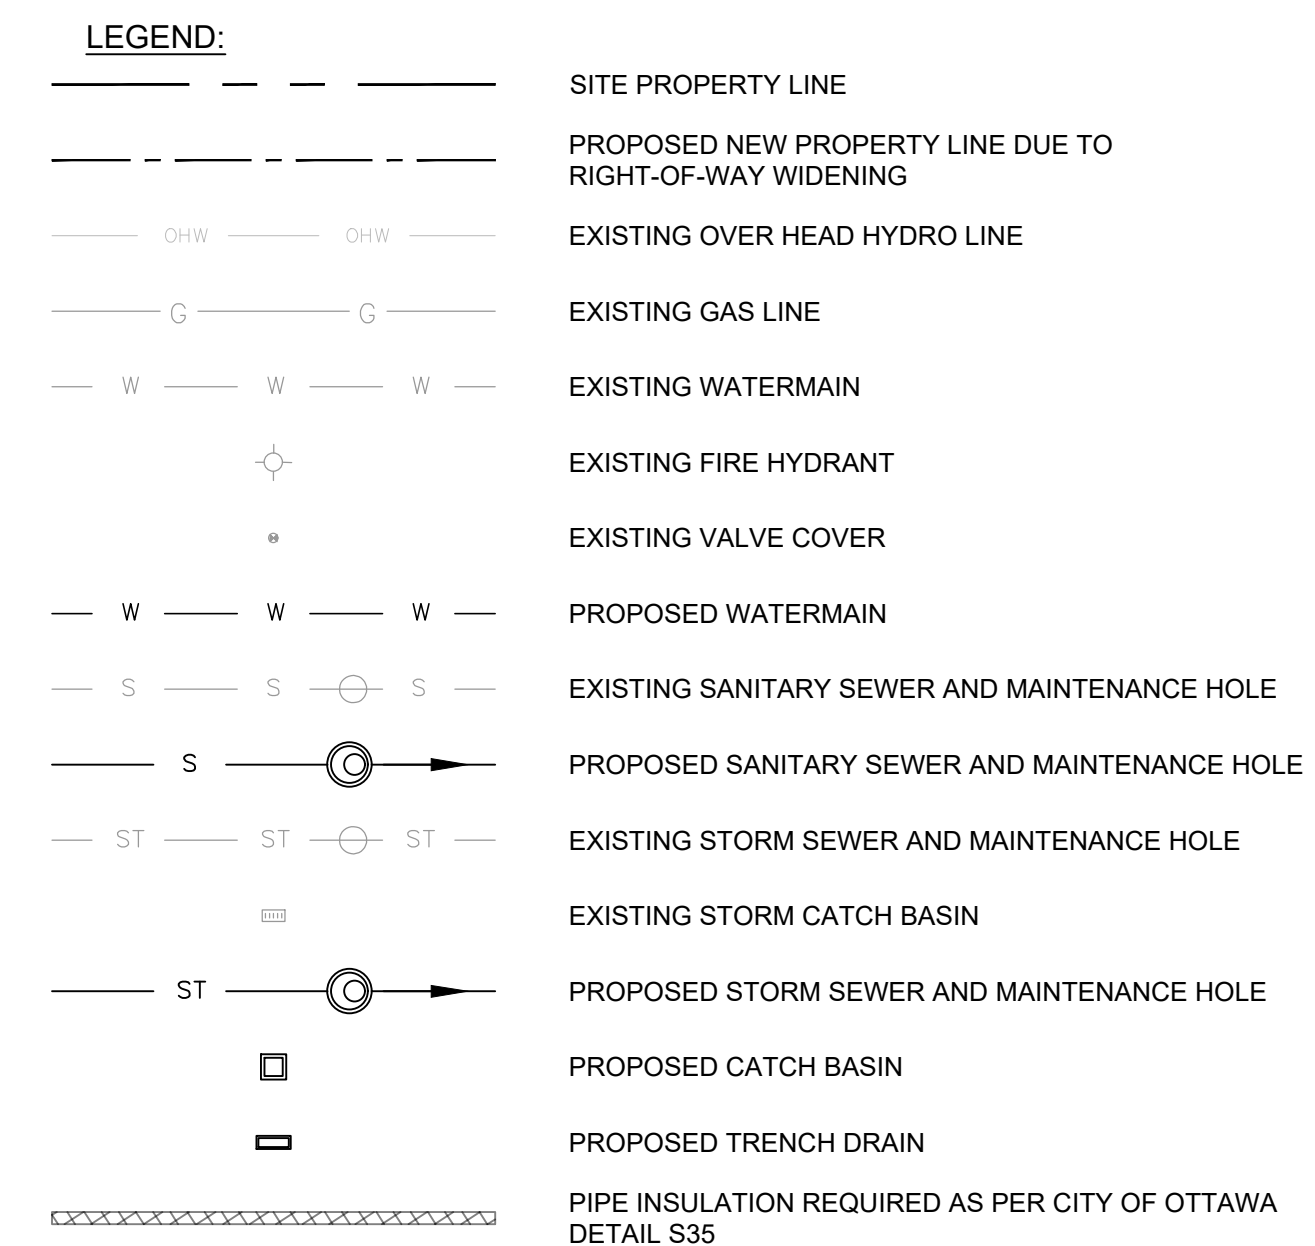 LEGEND:
SITE PROPERTY LINE
PROPOSED NEW PROPERTY LINE DUE TO
RIGHT-OF-WAY WIDENING
OHW OHW EXISTING OVER HEAD HYDRO LINE
G G EXISTING GAS LINE
W W W EXISTING WATERMAIN
EXISTING FIRE HYDRANT
EXISTING VALVE COVER
W W W PROPOSED WATERMAIN
S S S EXISTING SANITARY SEWER AND MAINTENANCE HOLE
S PROPOSED SANITARY SEWER AND MAINTENANCE HOLE
ST ST ST EXISTING STORM SEWER AND MAINTENANCE HOLE
EXISTING STORM CATCH BASIN
ST PROPOSED STORM SEWER AND MAINTENANCE HOLE
PROPOSED CATCH BASIN
PROPOSED TRENCH DRAIN
PIPE INSULATION REQUIRED AS PER CITY OF OTTAWA
DETAIL S35